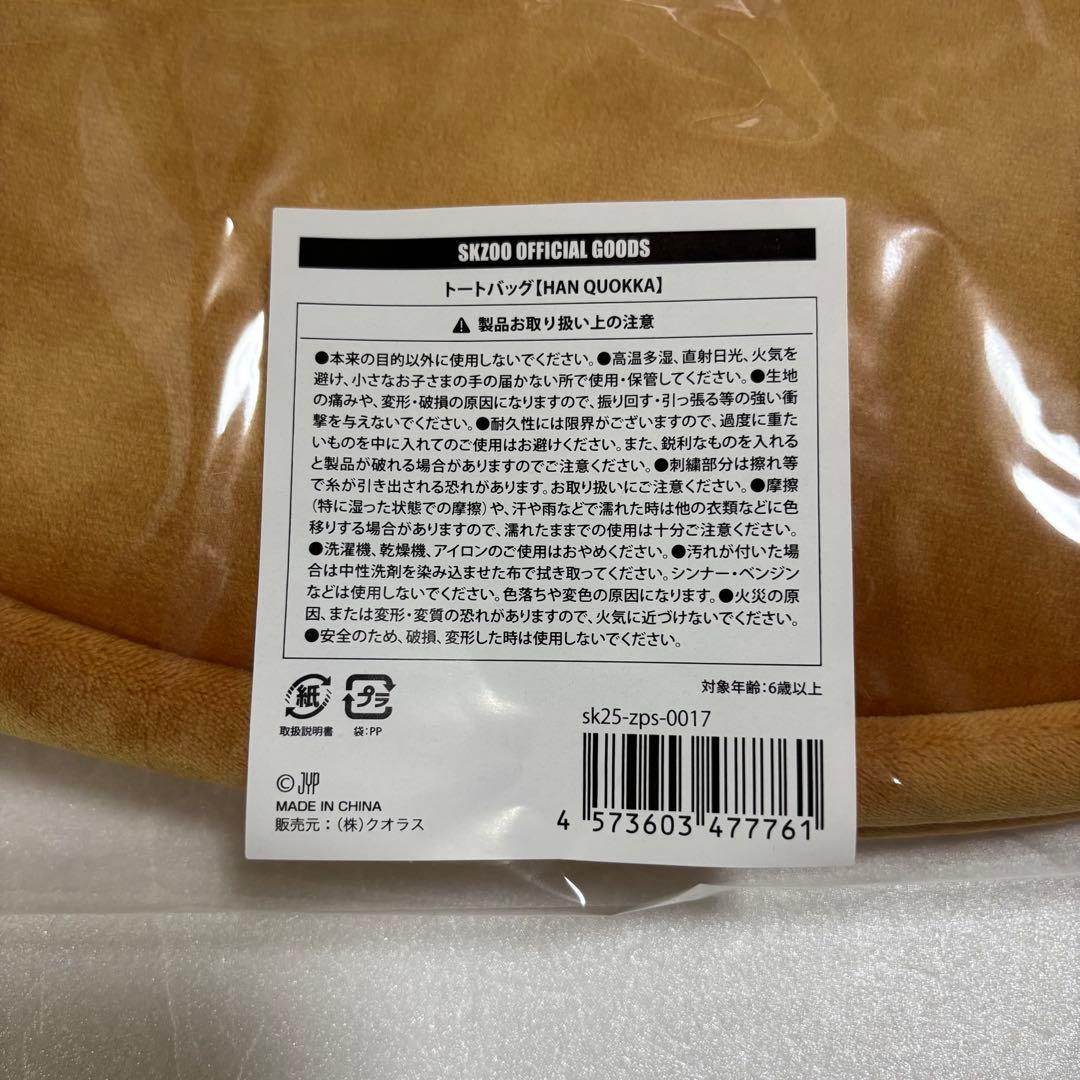 SKZOO OFFICIAL GOODS
トートバッグ【HAN QUOKKA】
製品お取り扱い上の注意
●本来の目的以外に使用しないでください。●高温多湿、直射日光、火気を
避け、小さなお子さまの手の届かない所で使用・保管してください。●生地
の痛みや、変形・破損の原因になりますので、振り回す・引っ張る等の強い衝
撃を与えないでください。●耐久性には限界がございますので、過度に重た
いものを中に入れてのご使用はお避けください。また、鋭利なものを入れる
と製品が破れる場合がありますのでご注意ください。●刺繍部分は擦れ等
で糸が引き出される恐れがあります。お取り扱いにご注意ください。●摩擦
(特に湿った状態での摩擦)や、汗や雨などで濡れた時は他の衣類などに色
移りする場合がありますので、濡れたままでの使用は十分ご注意ください。
●洗濯機、乾燥機、アイロンのご使用はおやめください。●汚れが付いた場
合は中性洗剤を染み込ませた布で拭き取ってください。シンナー・ベンジン
などは使用しないでください。色落ちや変色の原因になります。●火災の原
因、または変形・変質の恐れがありますので、火気に近づけないでください。
●安全のため、破損、変形した時は使用しないでください。
対象年齢:6歳以上
紙 プラ
取扱説明書 袋:PP
sk25-zps-0017
© JYP
MADE IN CHINA
販売元:(株)クオラス
4 573603 477761